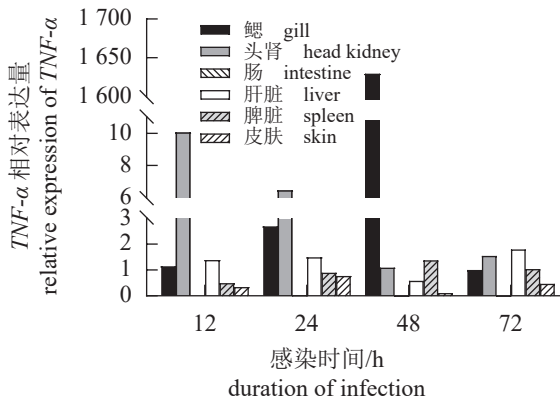 TNF-α 相对表达量
relative expression of TNF-α
1 700
1 650
1 600
10
8
6
3
2
1
0
鳃 gill
头肾 head kidney
肠 intestine
肝脏 liver
脾脏 spleen
皮肤 skin
12 24 48 72
感染时间/h
duration of infection